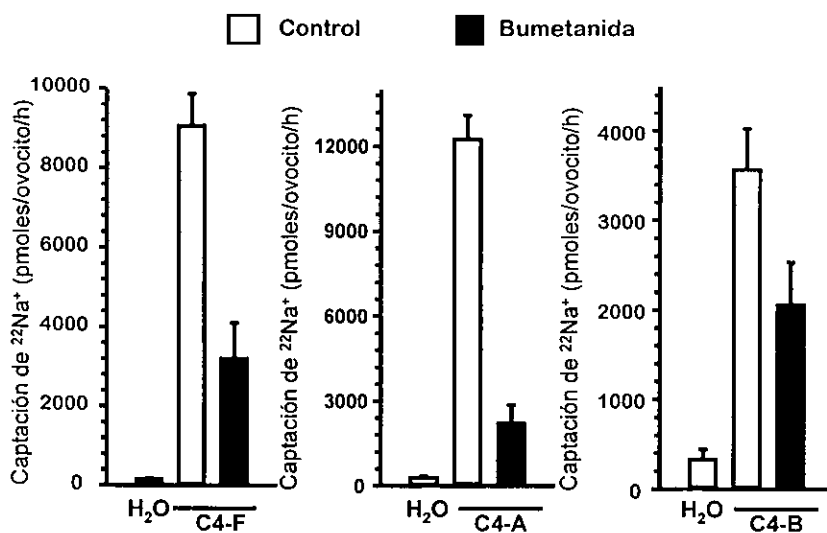 Control
Bumetanida
Captación de ²²Na⁺ (pmoles/ovocito/h)
10000
8000
6000
4000
2000
0
H₂O
C4-F
Captación de ²²Na⁺ (pmoles/ovocito/h)
12000
9000
6000
3000
0
H₂O
C4-A
Captación de ²²Na⁺ (pmoles/ovocito/h)
4000
3000
2000
1000
0
H₂O
C4-B